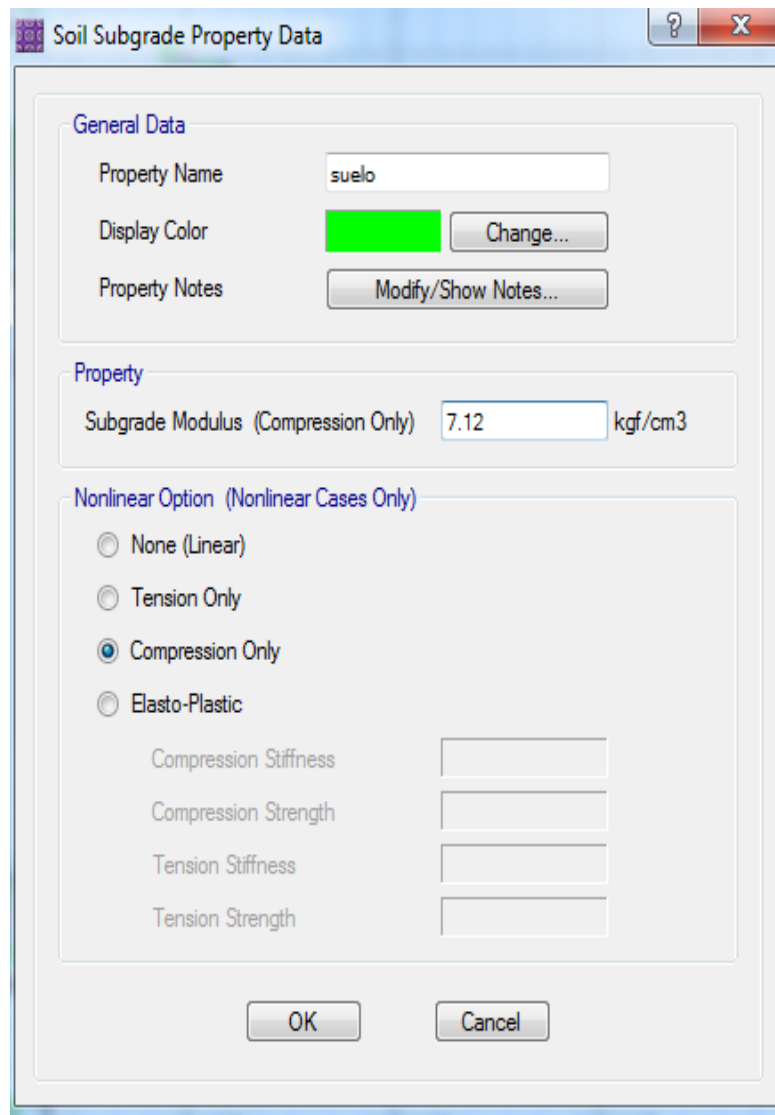 Soil Subgrade Property Data
? X
General Data
Property Name suelo
Display Color Change...
Property Notes Modify/Show Notes...
Property
Subgrade Modulus (Compression Only) 7.12 kgf/cm3
Nonlinear Option (Nonlinear Cases Only)
None (Linear)
Tension Only
Compression Only
Elasto-Plastic
Compression Stiffness
Compression Strength
Tension Stiffness
Tension Strength
OK Cancel